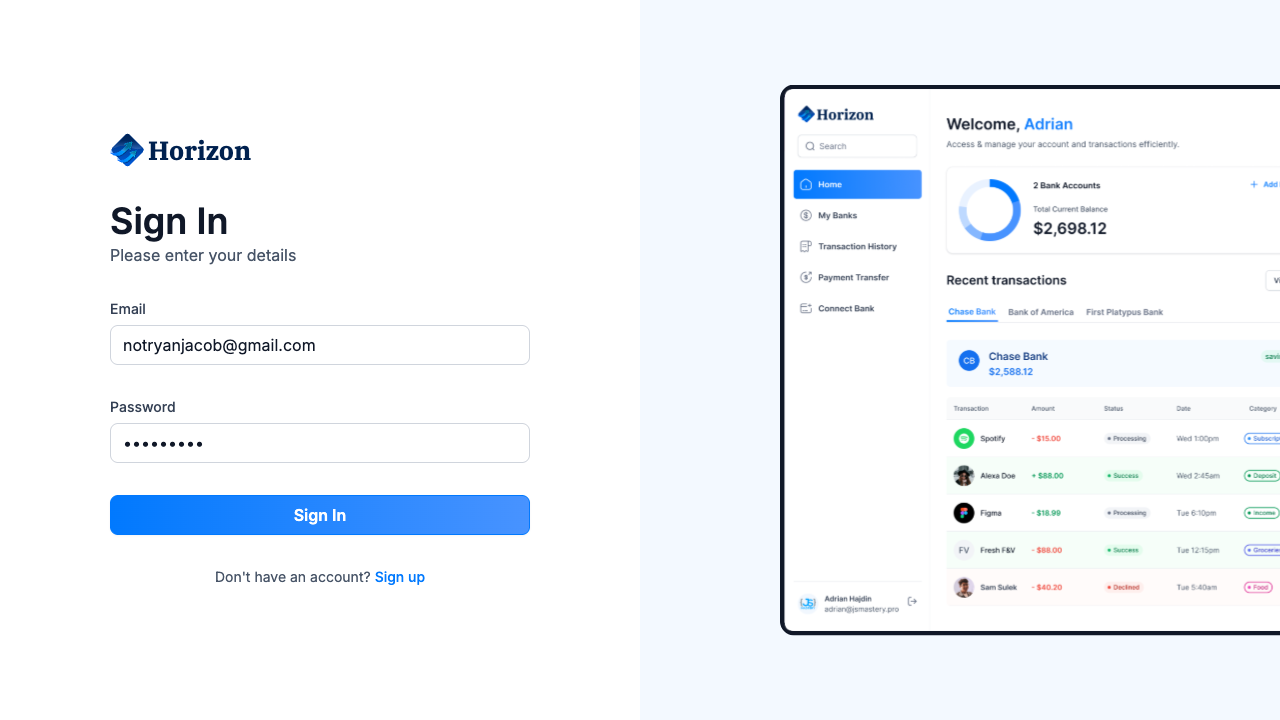 Horizon
Sign In
Please enter your details
Email
notryanjacob@gmail.com
Password
Sign In
Don't have an account? Sign up
Horizon
Search
Home
My Banks
Transaction History
Payment Transfer
Connect Bank
Adrian Hajdin
adrian@jsmastery.pro
Welcome, Adrian
Access & manage your account and transactions efficiently.
2 Bank Accounts
+ Add
Total Current Balance
$2,698.12
Recent transactions
Chase Bank Bank of America First Platypus Bank
CB Chase Bank
$2,588.12
Transaction Amount Status Date Category
Spotify - $15.00 Processing Wed 1:00pm Subscrip
Alexa Doe + $88.00 Success Wed 2:45am Deposit
Figma - $18.99 Processing Tue 6:10pm Income
FV Fresh F&V - $88.00 Success Tue 12:15pm Groceries
Sam Sulek - $40.20 Declined Tue 5:40am Food